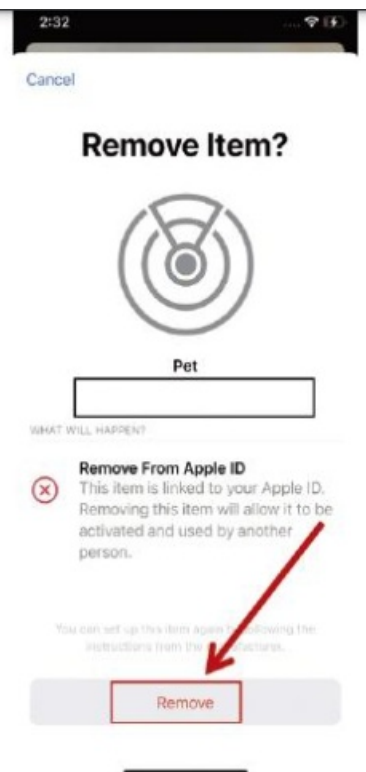 2:32
Cancel
Remove Item?
Pet
WHAT WILL HAPPEN?
Remove From Apple ID
This item is linked to your Apple ID.
Removing this item will allow it to be
activated and used by another
person.
You can set up this item again by following the
instructions from the manufacturer.
Remove